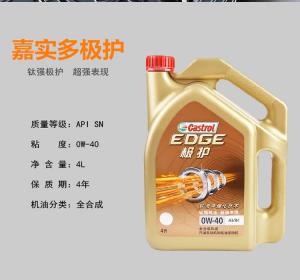 嘉实多极护
钛强极护 超强表现
质量等级: API SN
粘 度: 0W-40
净 含 量: 4L
保 质 期: 4年
机油分类: 全合成
Castrol
EDGE
极护
0W-40 A3/B4
4升